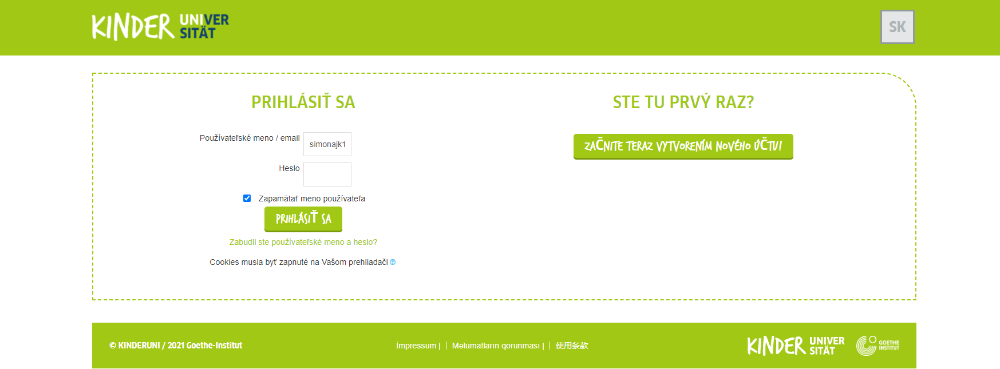 KINDER UNIVER
SITÄT
SK
PRIHLÁSIŤ SA
Používateľské meno / email
simonajk1
Heslo
Zapamätať meno používateľa
PRIHLÁSIŤ SA
Zabudli ste používateľské meno a heslo?
Cookies musia byť zapnuté na Vašom prehliadači
STE TU PRVÝ RAZ?
ZAČNITE TERAZ VYTVORENÍM NOVÉHO ÚČTU!
© KINDERUNI / 2021 Goethe-Institut
İmpressum | | Məlumatların qorunması | | 使用条款
KINDER UNIVER
SITÄT
GOETHE
INSTITUT